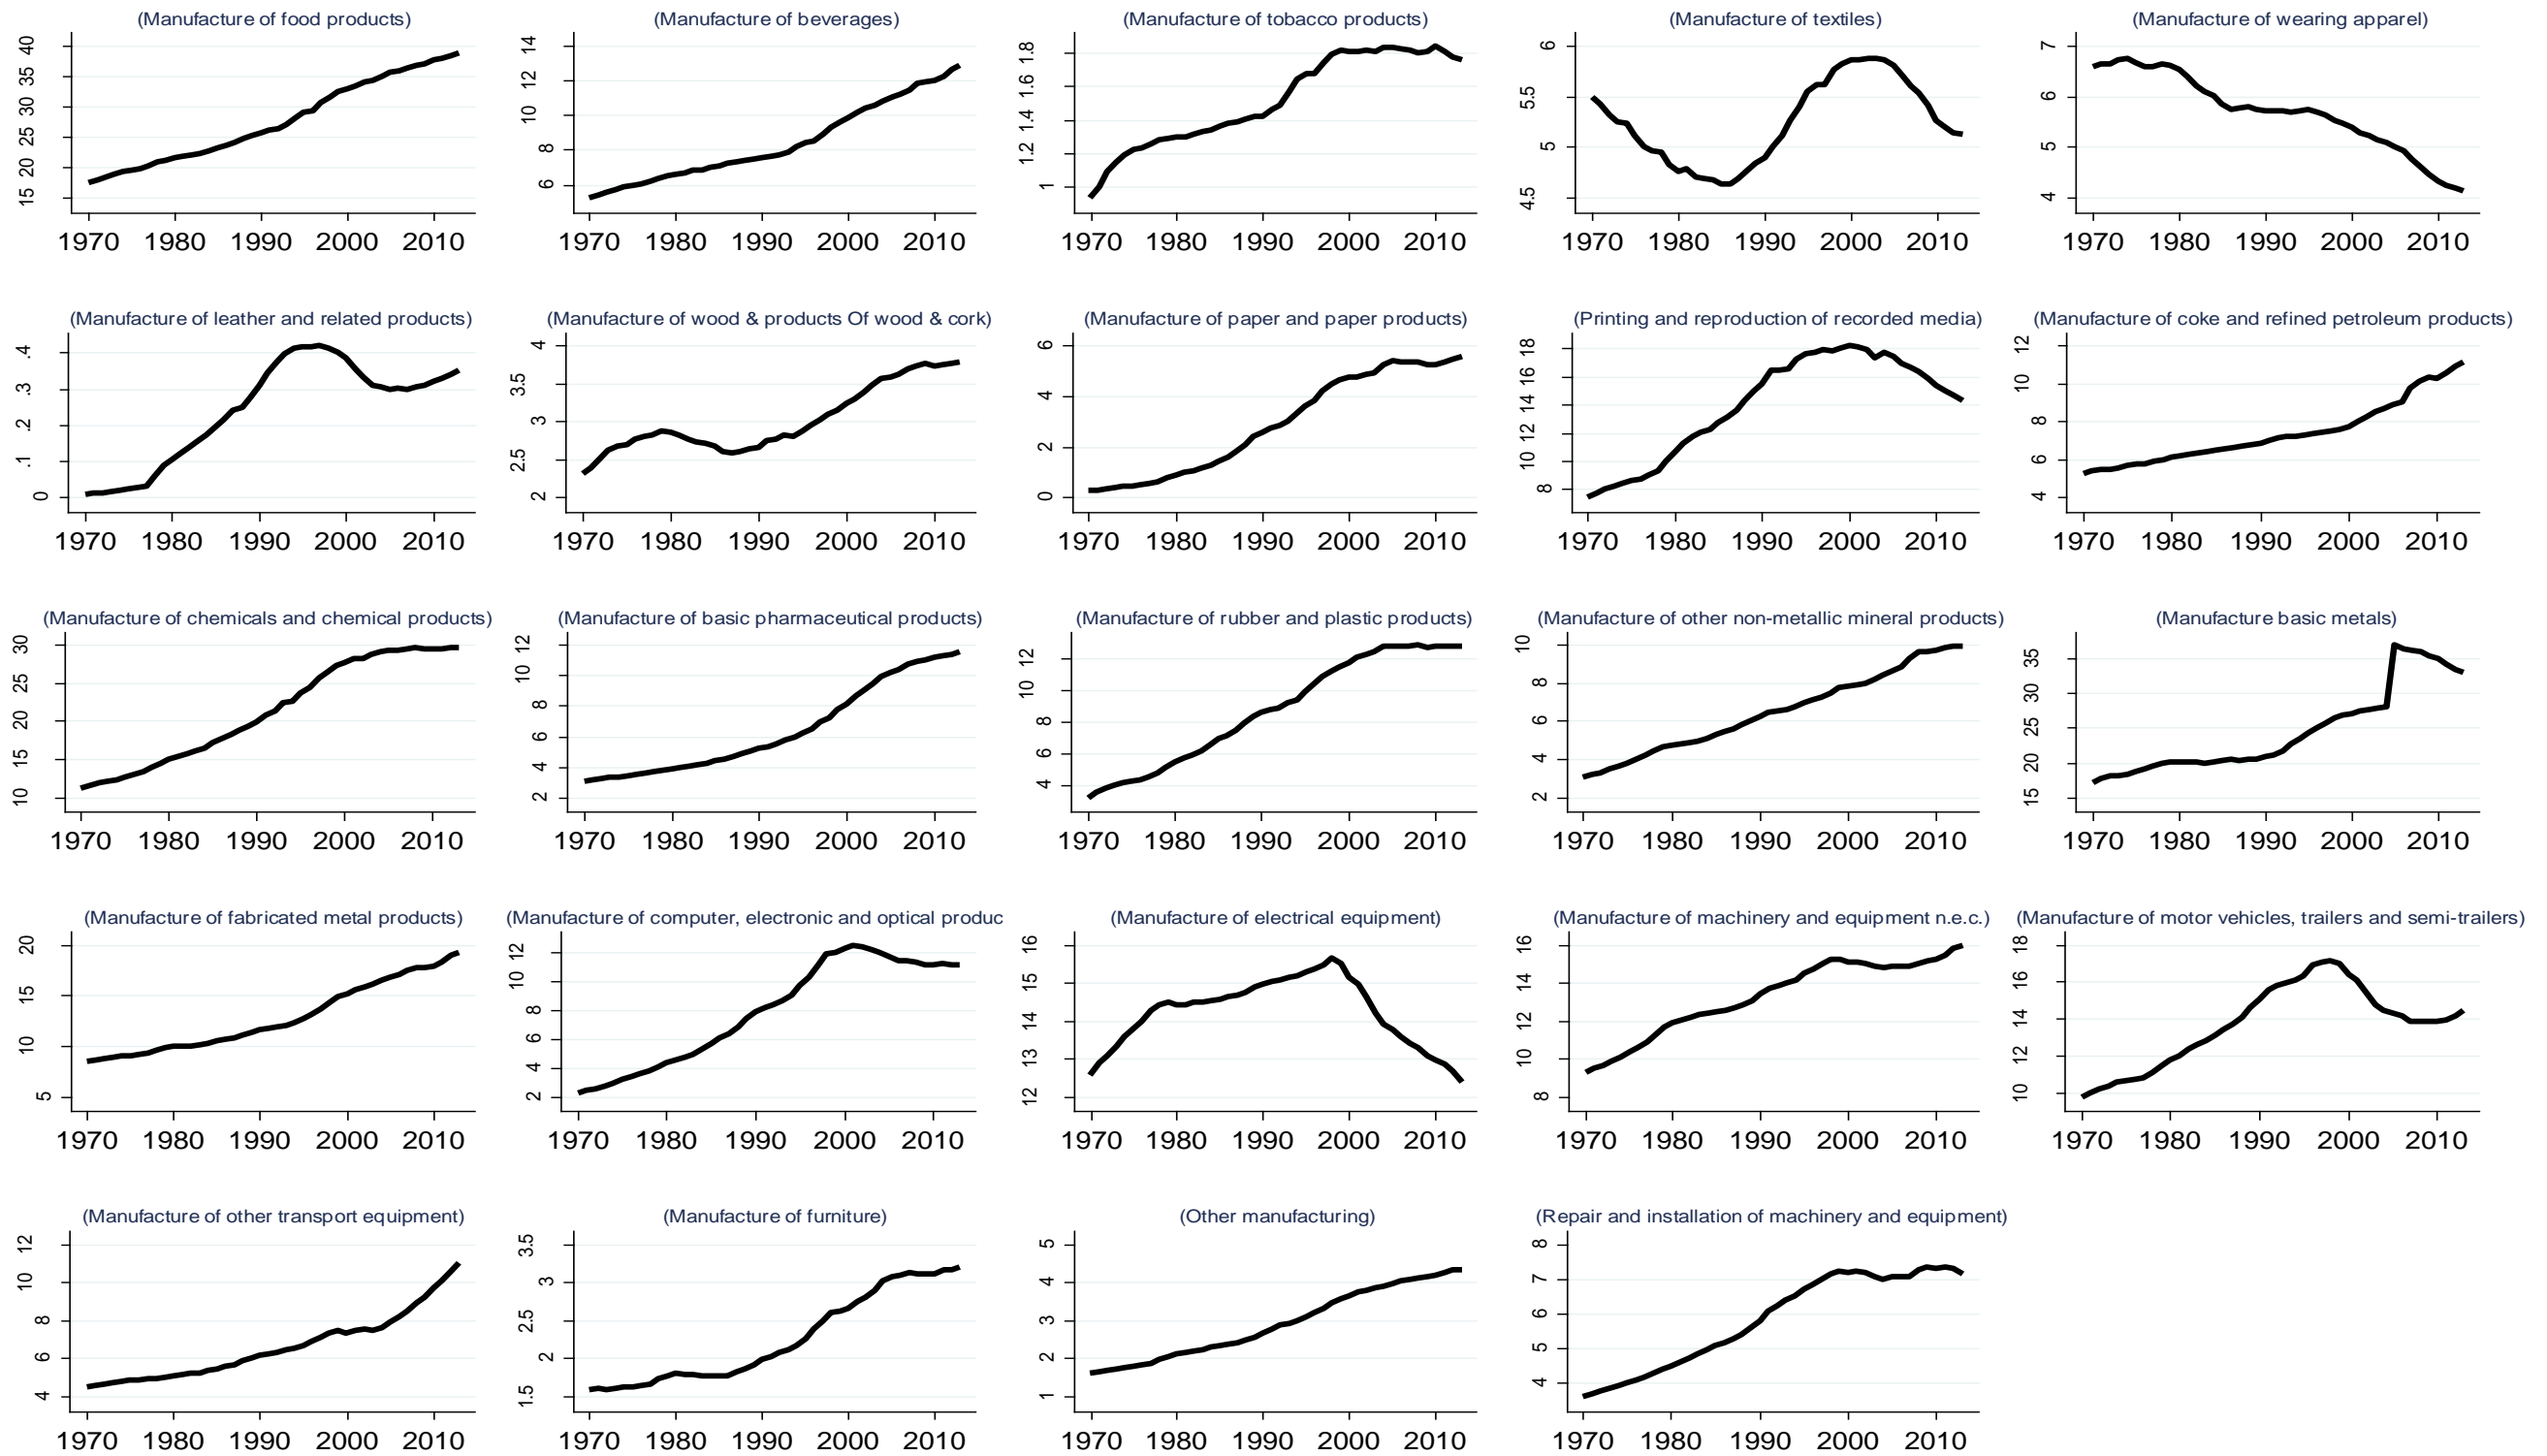 (Manufacture of food products)
40
35
30
25
20
15
1970 1980 1990 2000 2010
(Manufacture of beverages)
14
12
10
8
6
1970 1980 1990 2000 2010
(Manufacture of tobacco products)
1.8
1.6
1.4
1.2
1
1970 1980 1990 2000 2010
(Manufacture of textiles)
6
5.5
5
4.5
1970 1980 1990 2000 2010
(Manufacture of wearing apparel)
7
6
5
4
1970 1980 1990 2000 2010
(Manufacture of leather and related products)
.4
.3
.2
.1
0
1970 1980 1990 2000 2010
(Manufacture of wood & products Of wood & cork)
4
3.5
3
2.5
2
1970 1980 1990 2000 2010
(Manufacture of paper and paper products)
6
4
2
0
1970 1980 1990 2000 2010
(Printing and reproduction of recorded media)
18
16
14
12
10
8
1970 1980 1990 2000 2010
(Manufacture of coke and refined petroleum products)
12
10
8
6
4
1970 1980 1990 2000 2010
(Manufacture of chemicals and chemical products)
30
25
20
15
10
1970 1980 1990 2000 2010
(Manufacture of basic pharmaceutical products)
12
10
8
6
4
2
1970 1980 1990 2000 2010
(Manufacture of rubber and plastic products)
12
10
8
6
4
1970 1980 1990 2000 2010
(Manufacture of other non-metallic mineral products)
10
8
6
4
2
1970 1980 1990 2000 2010
(Manufacture basic metals)
35
30
25
20
15
1970 1980 1990 2000 2010
(Manufacture of fabricated metal products)
20
15
10
5
1970 1980 1990 2000 2010
(Manufacture of computer, electronic and optical produc
12
10
8
6
4
2
1970 1980 1990 2000 2010
(Manufacture of electrical equipment)
16
15
14
13
12
1970 1980 1990 2000 2010
(Manufacture of machinery and equipment n.e.c.)
16
14
12
10
8
1970 1980 1990 2000 2010
(Manufacture of motor vehicles, trailers and semi-trailers)
18
16
14
12
10
1970 1980 1990 2000 2010
(Manufacture of other transport equipment)
12
10
8
6
4
1970 1980 1990 2000 2010
(Manufacture of furniture)
3.5
3
2.5
2
1.5
1970 1980 1990 2000 2010
(Other manufacturing)
5
4
3
2
1
1970 1980 1990 2000 2010
(Repair and installation of machinery and equipment)
8
7
6
5
4
1970 1980 1990 2000 2010